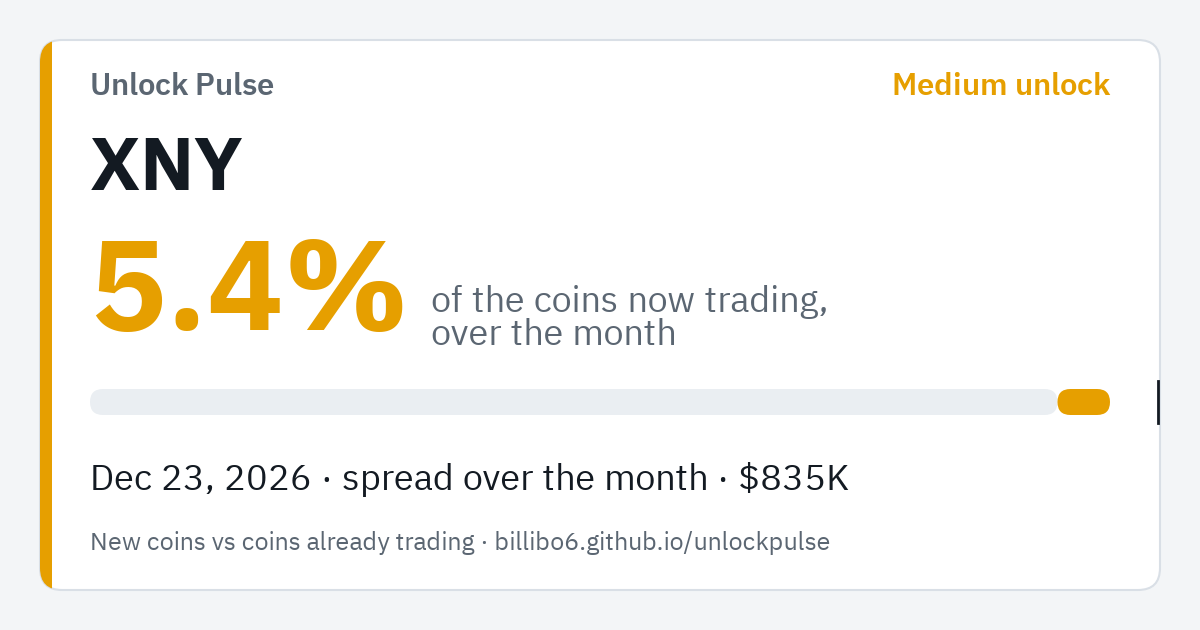 Unlock Pulse
Medium unlock
XNY
5.4%
of the coins now trading,
over the month
Dec 23, 2026 · spread over the month · $835K
New coins vs coins already trading · billibo6.github.io/unlockpulse